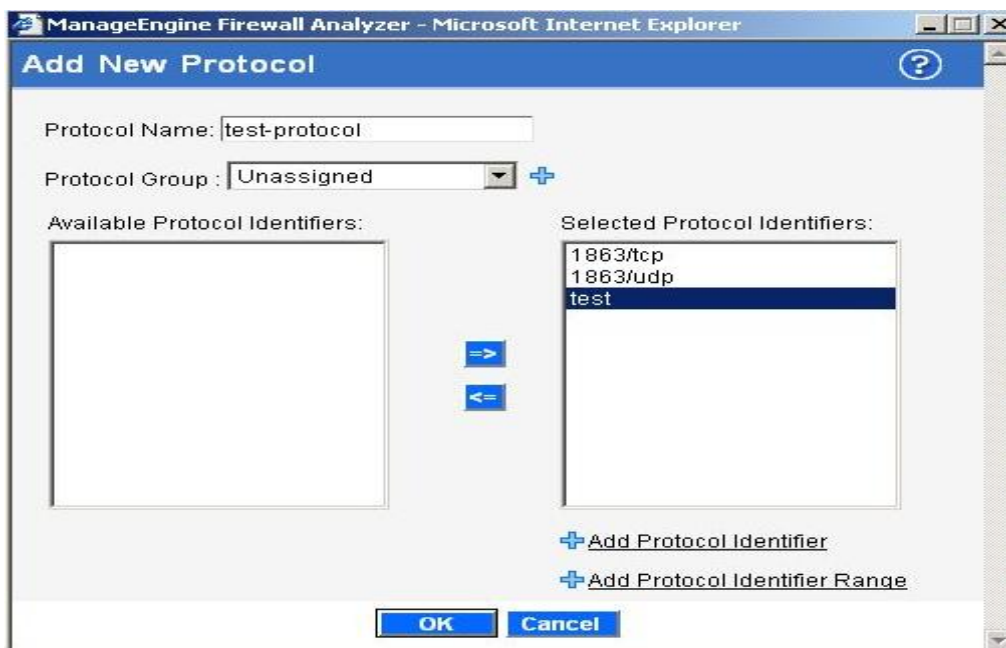 ManageEngine Firewall Analyzer - Microsoft Internet Explorer
Add New Protocol
?
Protocol Name: test-protocol
Protocol Group : Unassigned
Available Protocol Identifiers:
Selected Protocol Identifiers:
1863/tcp
1863/udp
test
=>
<=
Add Protocol Identifier
Add Protocol Identifier Range
OK Cancel